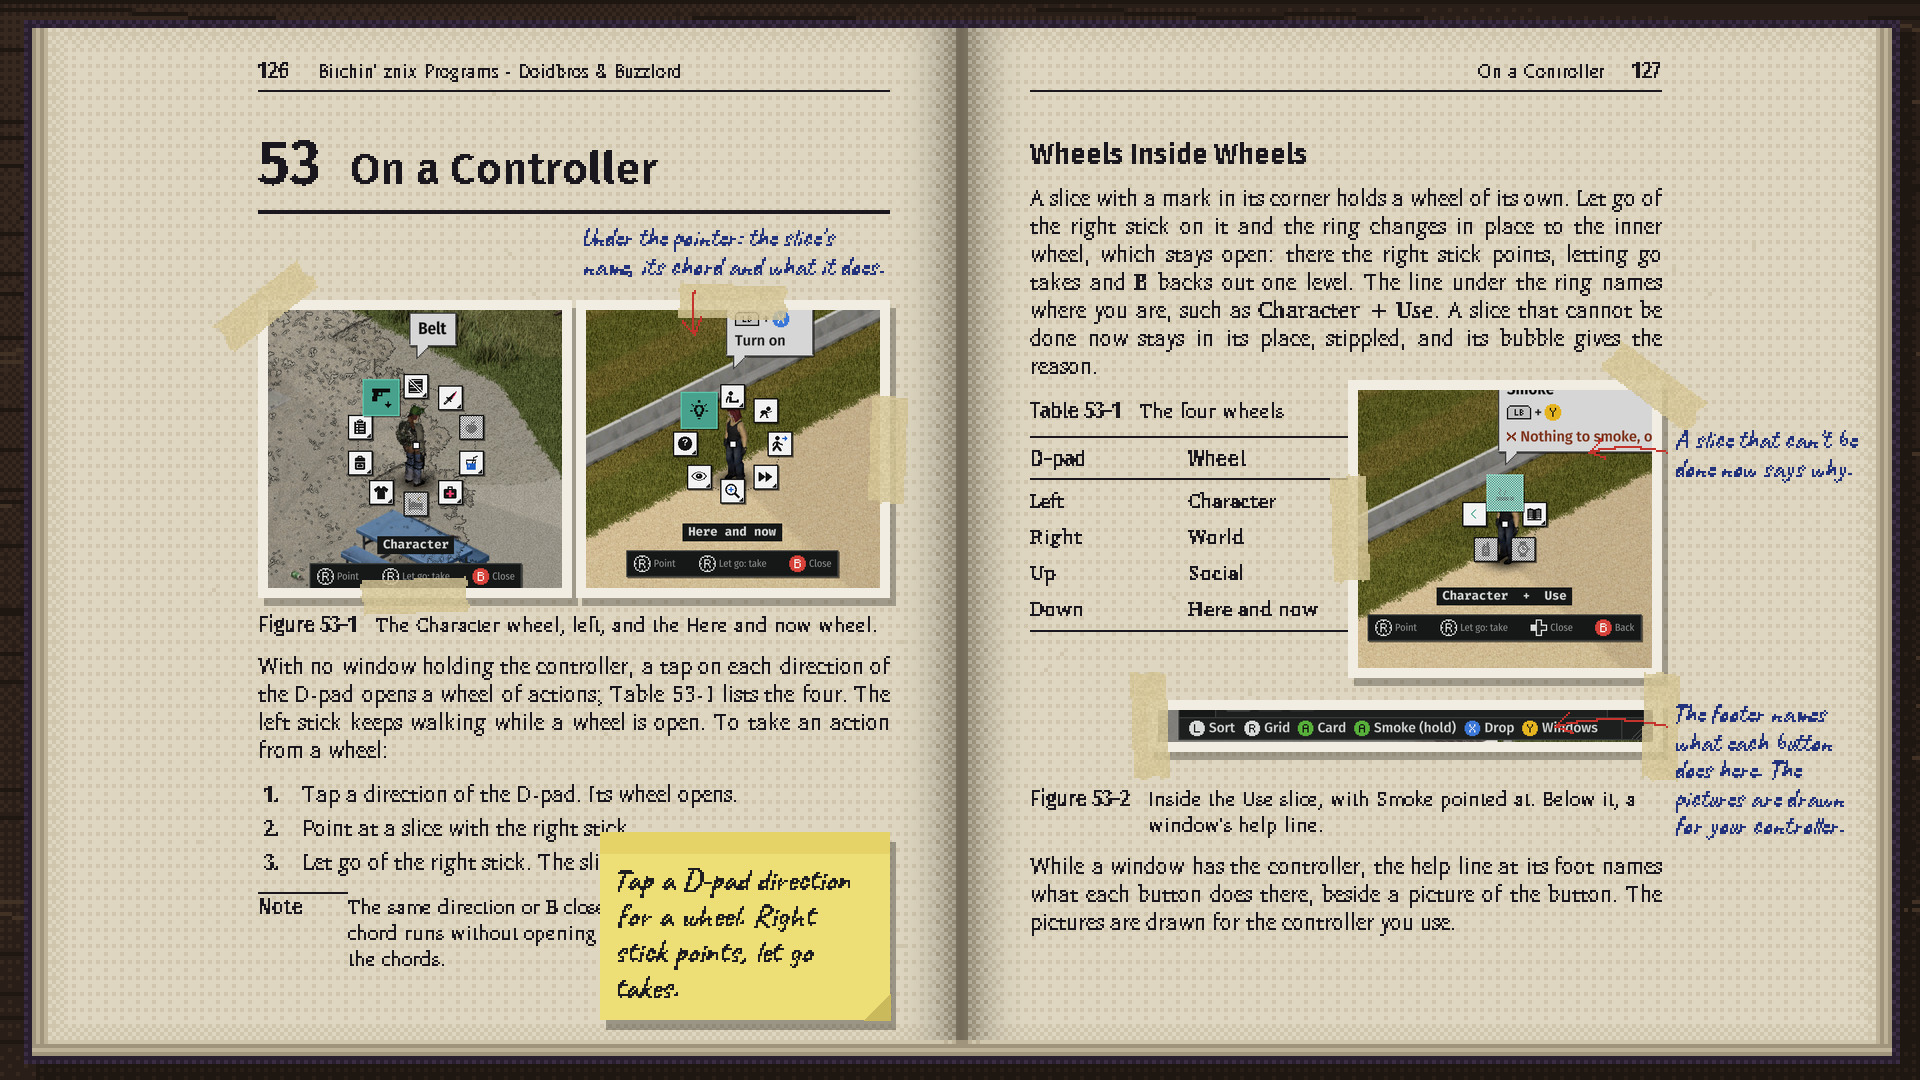 126 Birchin' znix Programs - Doidbros & Buzzlord
53 On a Controller
Under the pointer: the slice's
name, its chord and what it does.
Belt
Character
R Point R Let go: take B Close
LB + X
Turn on
Here and now
R Point R Let go: take B Close
Figure 53-1 The Character wheel, left, and the Here and now wheel.
With no window holding the controller, a tap on each direction of
the D-pad opens a wheel of actions; Table 53-1 lists the four. The
left stick keeps walking while a wheel is open. To take an action
from a wheel:
1. Tap a direction of the D-pad. Its wheel opens.
2. Point at a slice with the right stick.
3. Let go of the right stick. The sli
Note The same direction or B close
chord runs without opening
the chords.
Tap a D-pad direction
for a wheel. Right
stick points, let go
takes.
On a Controller 127
Wheels Inside Wheels
A slice with a mark in its corner holds a wheel of its own. Let go of
the right stick on it and the ring changes in place to the inner
wheel, which stays open: there the right stick points, letting go
takes and B backs out one level. The line under the ring names
where you are, such as Character + Use. A slice that cannot be
done now stays in its place, stippled, and its bubble gives the
reason.
Table 53-1 The four wheels
D-pad Wheel
Left Character
Right World
Up Social
Down Here and now
Smoke
LB + Y
× Nothing to smoke, o
Character + Use
R Point R Let go: take Close B Back
A slice that can't be
done now says why.
L Sort R Grid A Card A Smoke (hold) X Drop Y Windows
The footer names
what each button
does here. The
pictures are drawn
for your controller.
Figure 53-2 Inside the Use slice, with Smoke pointed at. Below it, a
window's help line.
While a window has the controller, the help line at its foot names
what each button does there, beside a picture of the button. The
pictures are drawn for the controller you use.